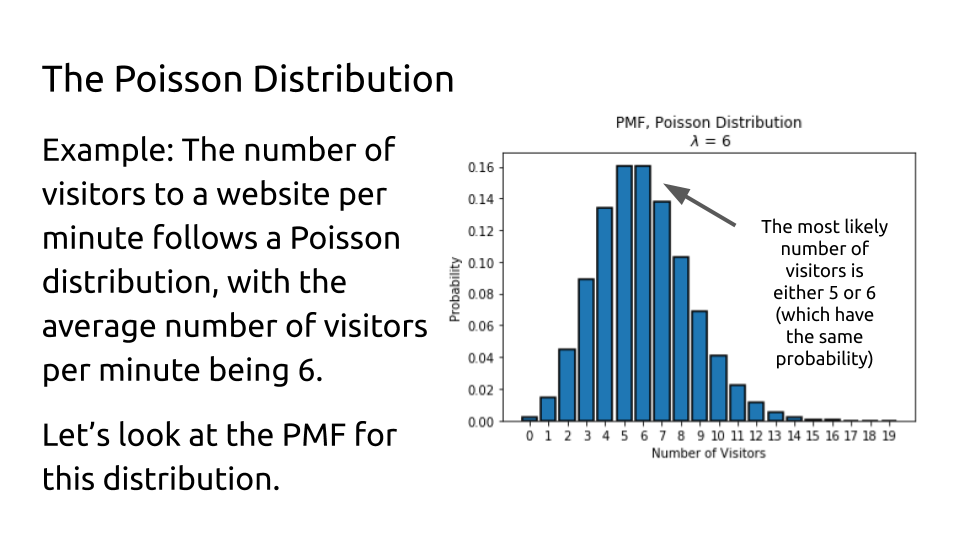 The Poisson Distribution
Example: The number of
visitors to a website per
minute follows a Poisson
distribution, with the
average number of visitors
per minute being 6.
Let’s look at the PMF for
this distribution.
PMF, Poisson Distribution
λ = 6
Probability
0.16
0.14
0.12
0.10
0.08
0.06
0.04
0.02
0.00
0 1 2 3 4 5 6 7 8 9 10 11 12 13 14 15 16 17 18 19
Number of Visitors
The most likely
number of
visitors is
either 5 or 6
(which have
the same
probability)